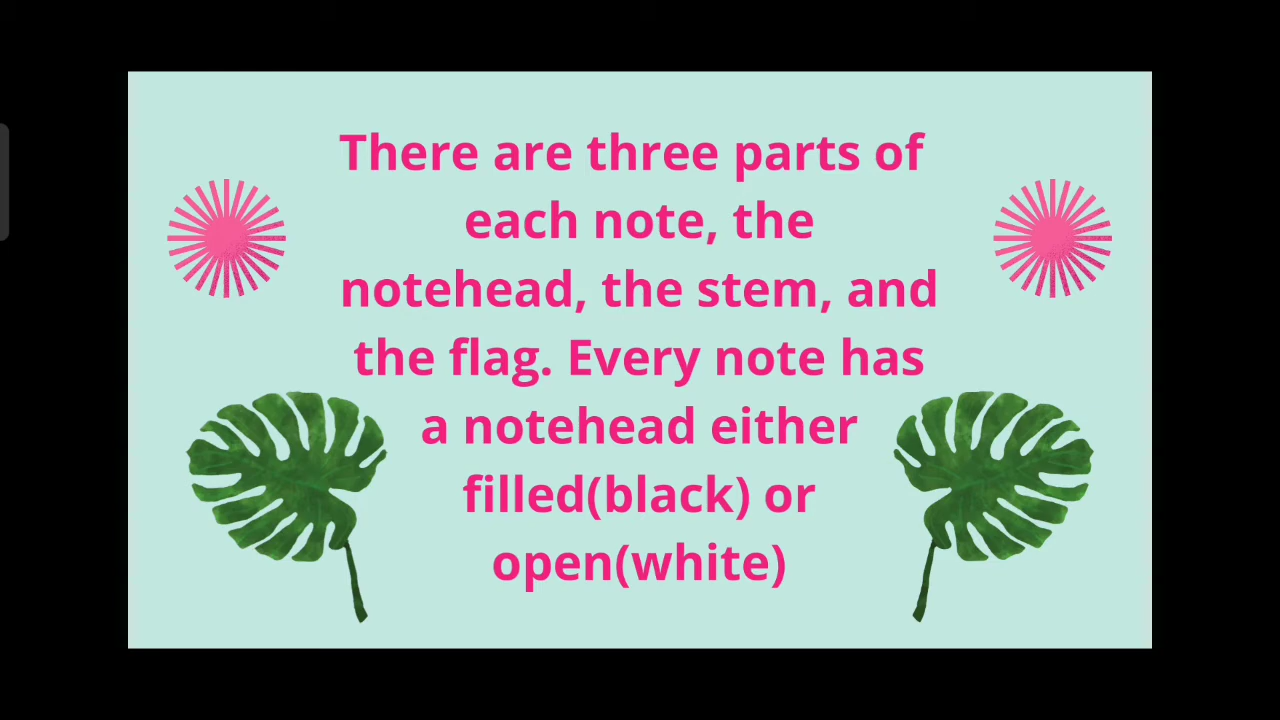 There are three parts of
each note, the
notehead, the stem, and
the flag. Every note has
a notehead either
filled(black) or
open(white)